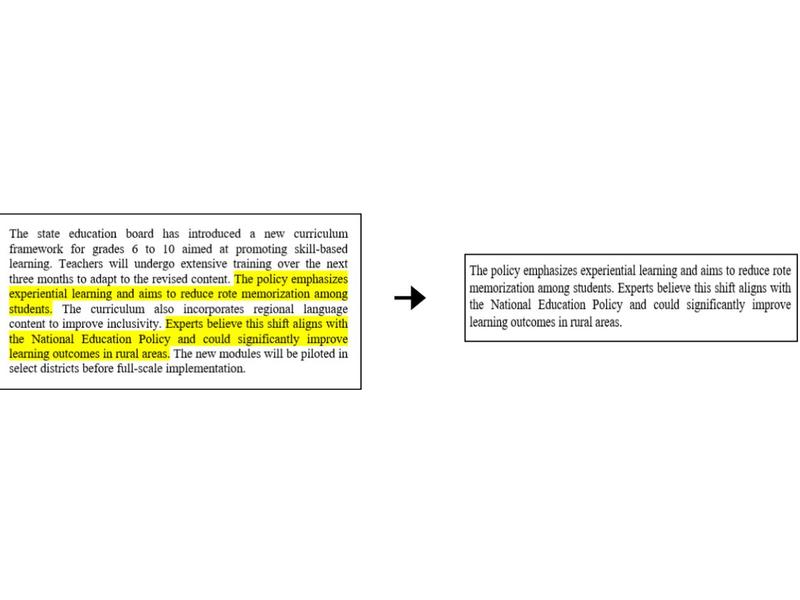 The state education board has introduced a new curriculum
framework for grades 6 to 10 aimed at promoting skill-based
learning. Teachers will undergo extensive training over the next
three months to adapt to the revised content. The policy emphasizes
experiential learning and aims to reduce rote memorization among
students. The curriculum also incorporates regional language
content to improve inclusivity. Experts believe this shift aligns with
the National Education Policy and could significantly improve
learning outcomes in rural areas. The new modules will be piloted in
select districts before full-scale implementation.
The policy emphasizes experiential learning and aims to reduce rote
memorization among students. Experts believe this shift aligns with
the National Education Policy and could significantly improve
learning outcomes in rural areas.